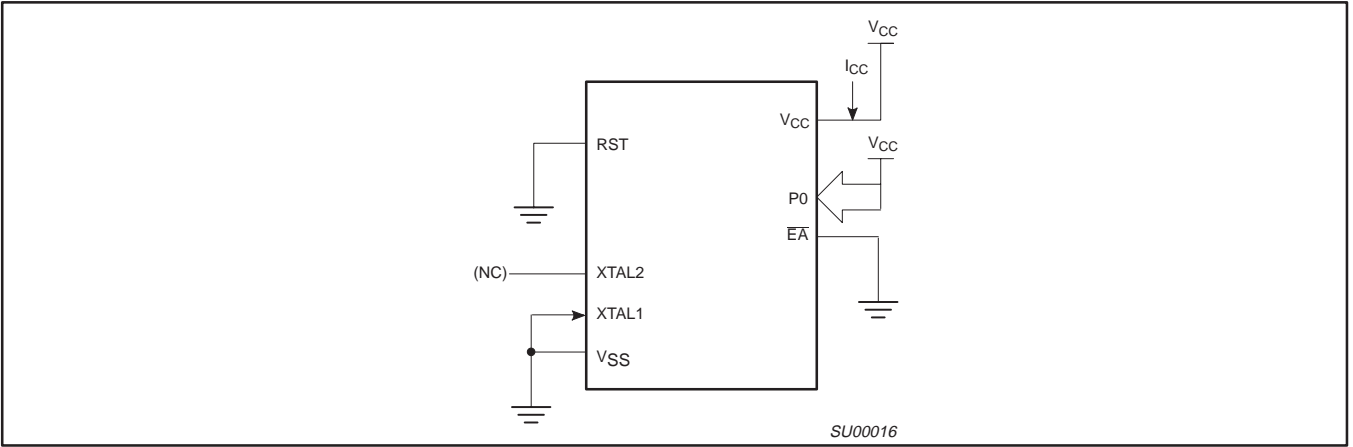 VCC
ICC
VCC
RST
VCC
P0
EA
(NC)
XTAL2
XTAL1
VSS
SU00016